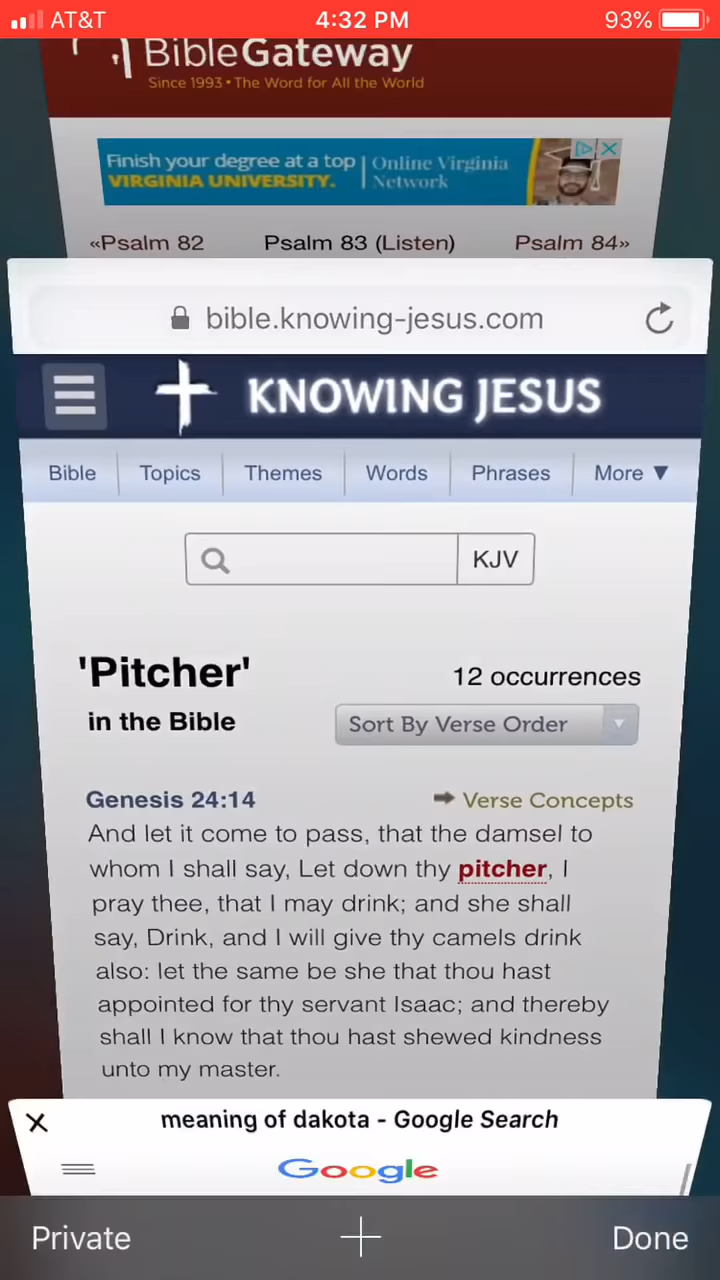 AT&T 4:32 PM 93%
BibleGateway
Since 1993 • The Word for All the World
Finish your degree at a top
VIRGINIA UNIVERSITY.
Online Virginia
Network
«Psalm 82 Psalm 83 (Listen) Psalm 84»
bible.knowing-jesus.com
KNOWING JESUS
Bible Topics Themes Words Phrases More ▼
KJV
'Pitcher' 12 occurrences
in the Bible Sort By Verse Order
Genesis 24:14 Verse Concepts
And let it come to pass, that the damsel to
whom I shall say, Let down thy pitcher, I
pray thee, that I may drink; and she shall
say, Drink, and I will give thy camels drink
also: let the same be she that thou hast
appointed for thy servant Isaac; and thereby
shall I know that thou hast shewed kindness
unto my master.
meaning of dakota - Google Search
Google
Private Done